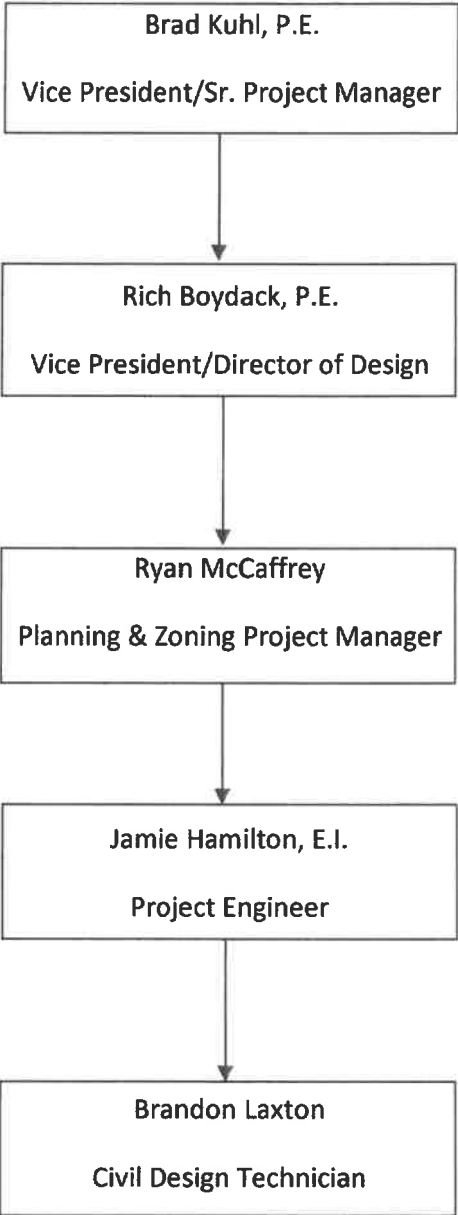 Brad Kuhl, P.E.
Vice President/Sr. Project Manager
Rich Boydack, P.E.
Vice President/Director of Design
Ryan McCaffrey
Planning & Zoning Project Manager
Jamie Hamilton, E.I.
Project Engineer
Brandon Laxton
Civil Design Technician